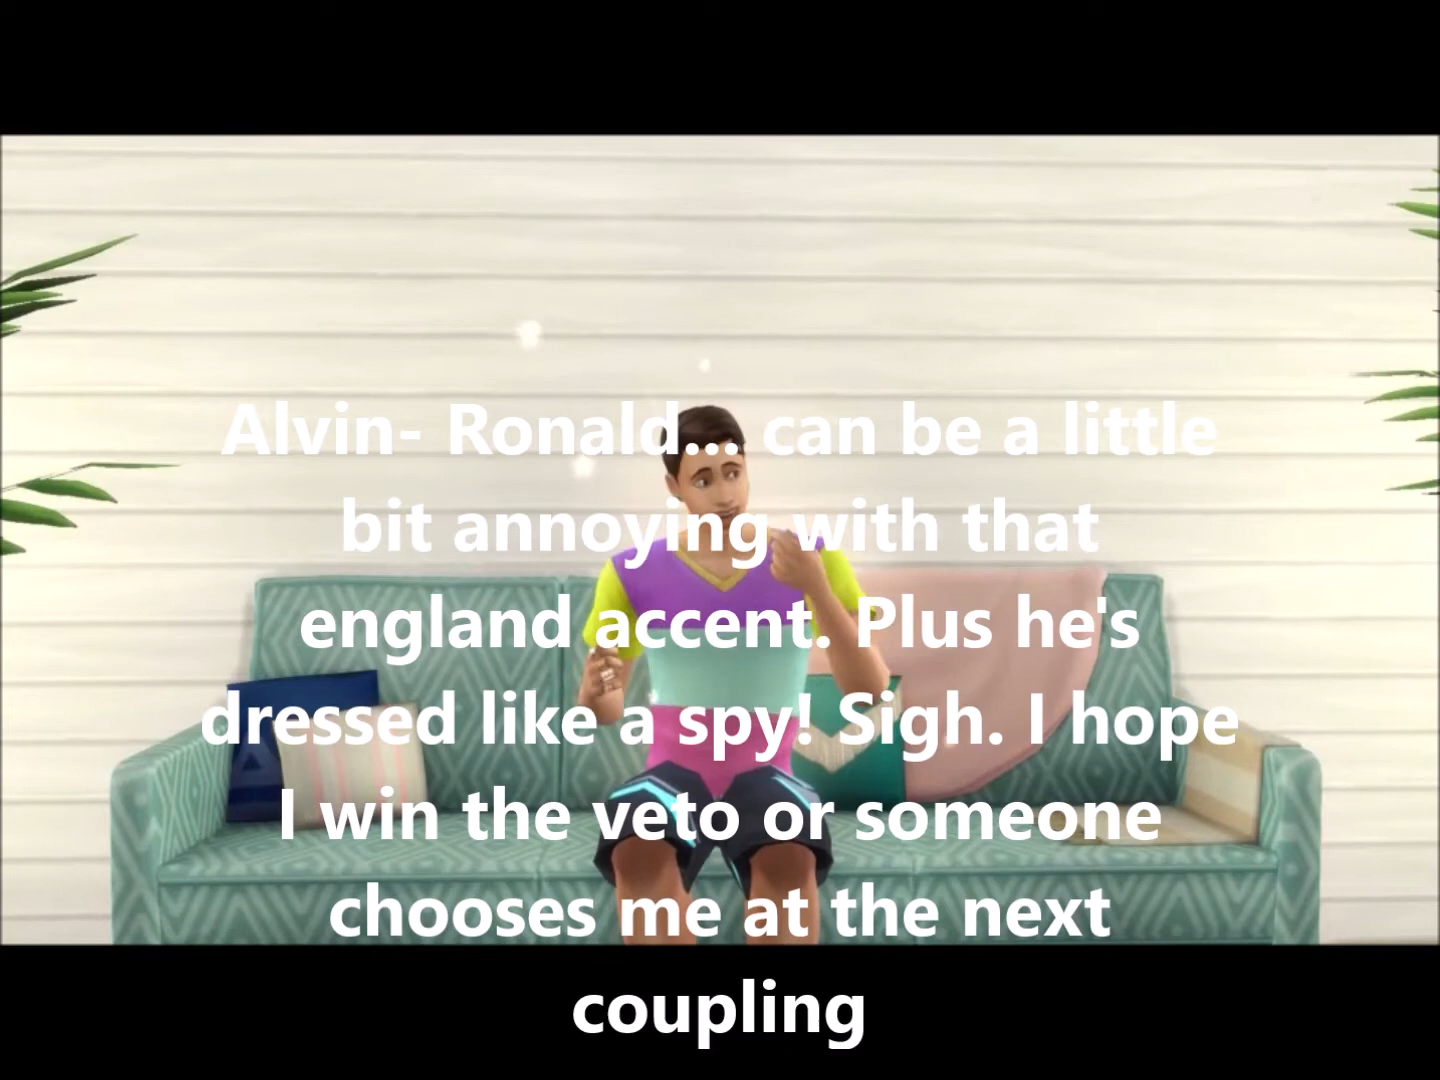 Alvin- Ronald... can be a little
bit annoying with that
england accent. Plus he's
dressed like a spy! Sigh. I hope
I win the veto or someone
chooses me at the next
coupling